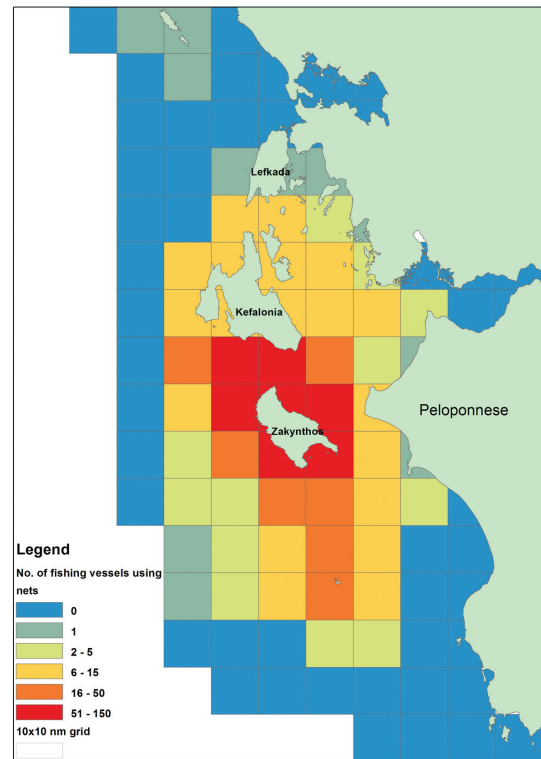 Lefkada
Kefalonia
Peloponnese
Zakynthos
Legend
No. of fishing vessels using
nets
0
1
2 - 5
6 - 15
16 - 50
51 - 150
10x10 nm grid